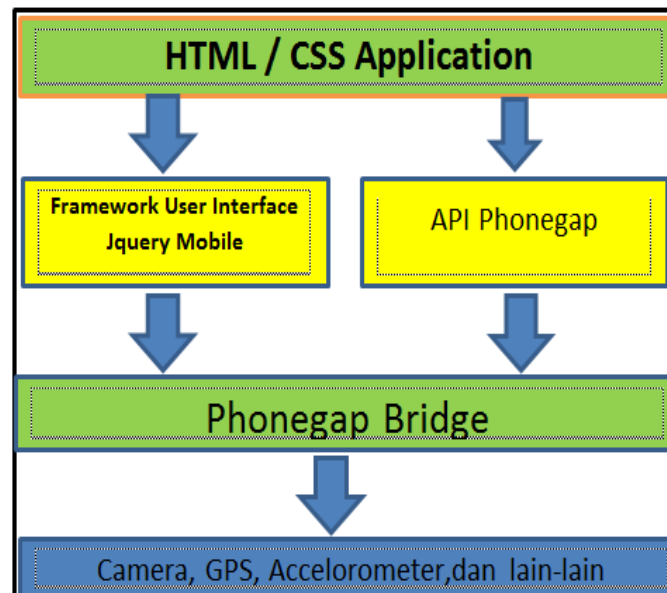 HTML / CSS Application
Framework User Interface
Jquery Mobile
API Phonegap
Phonegap Bridge
Camera, GPS, Accelorometer,dan lain-lain